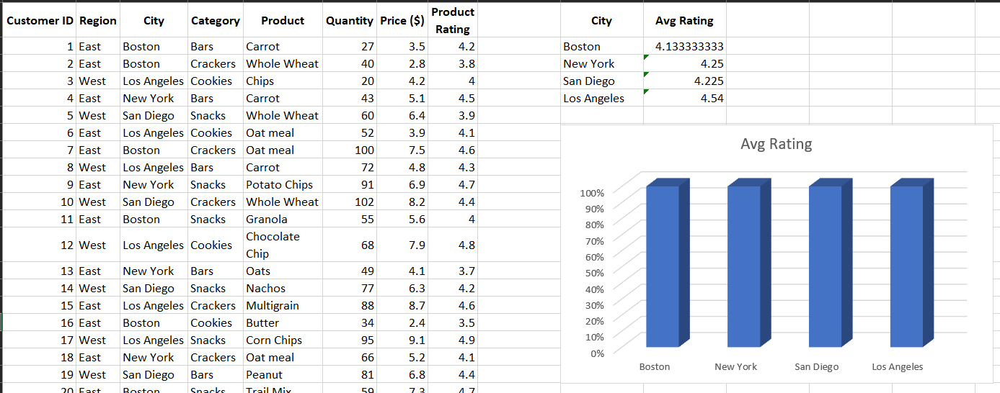 Customer ID Region City Category Product Quantity Price ($) Product Rating City Avg Rating
1 East Boston Bars Carrot 27 3.5 4.2 Boston 4.133333333
2 East Boston Crackers Whole Wheat 40 2.8 3.8 New York 4.25
3 West Los Angeles Cookies Chips 20 4.2 4 San Diego 4.225
4 East New York Bars Carrot 43 5.1 4.5 Los Angeles 4.54
5 West San Diego Snacks Whole Wheat 60 6.4 3.9
6 East Los Angeles Cookies Oat meal 52 3.9 4.1
7 East Boston Crackers Oat meal 100 7.5 4.6
8 West Los Angeles Bars Carrot 72 4.8 4.3
9 East New York Snacks Potato Chips 91 6.9 4.7
10 West San Diego Crackers Whole Wheat 102 8.2 4.4
11 East Boston Snacks Granola 55 5.6 4
12 West Los Angeles Cookies Chocolate Chip 68 7.9 4.8
13 East New York Bars Oats 49 4.1 3.7
14 West San Diego Snacks Nachos 77 6.3 4.2
15 East Los Angeles Crackers Multigrain 88 8.7 4.6
16 East Boston Cookies Butter 34 2.4 3.5
17 West Los Angeles Snacks Corn Chips 95 9.1 4.9
18 East New York Crackers Oat meal 66 5.2 4.1
19 West San Diego Bars Peanut 81 6.8 4.4
20 East Boston Snacks Trail Mix 59 7.3 4.7
Avg Rating
100%
90%
80%
70%
60%
50%
40%
30%
20%
10%
0%
Boston New York San Diego Los Angeles